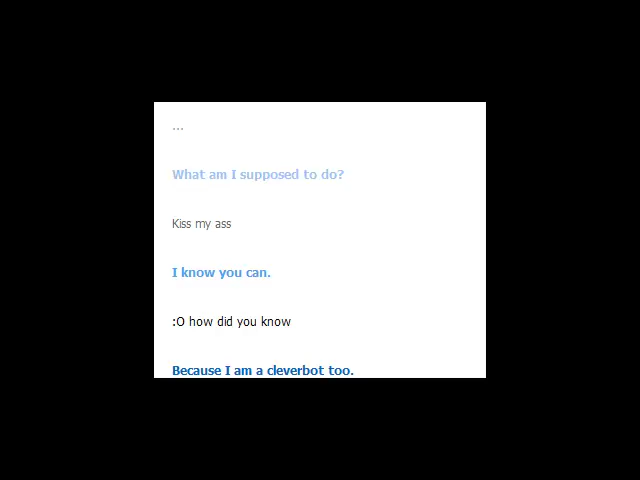 ...
What am I supposed to do?
Kiss my ass
I know you can.
:O how did you know
Because I am a cleverbot too.